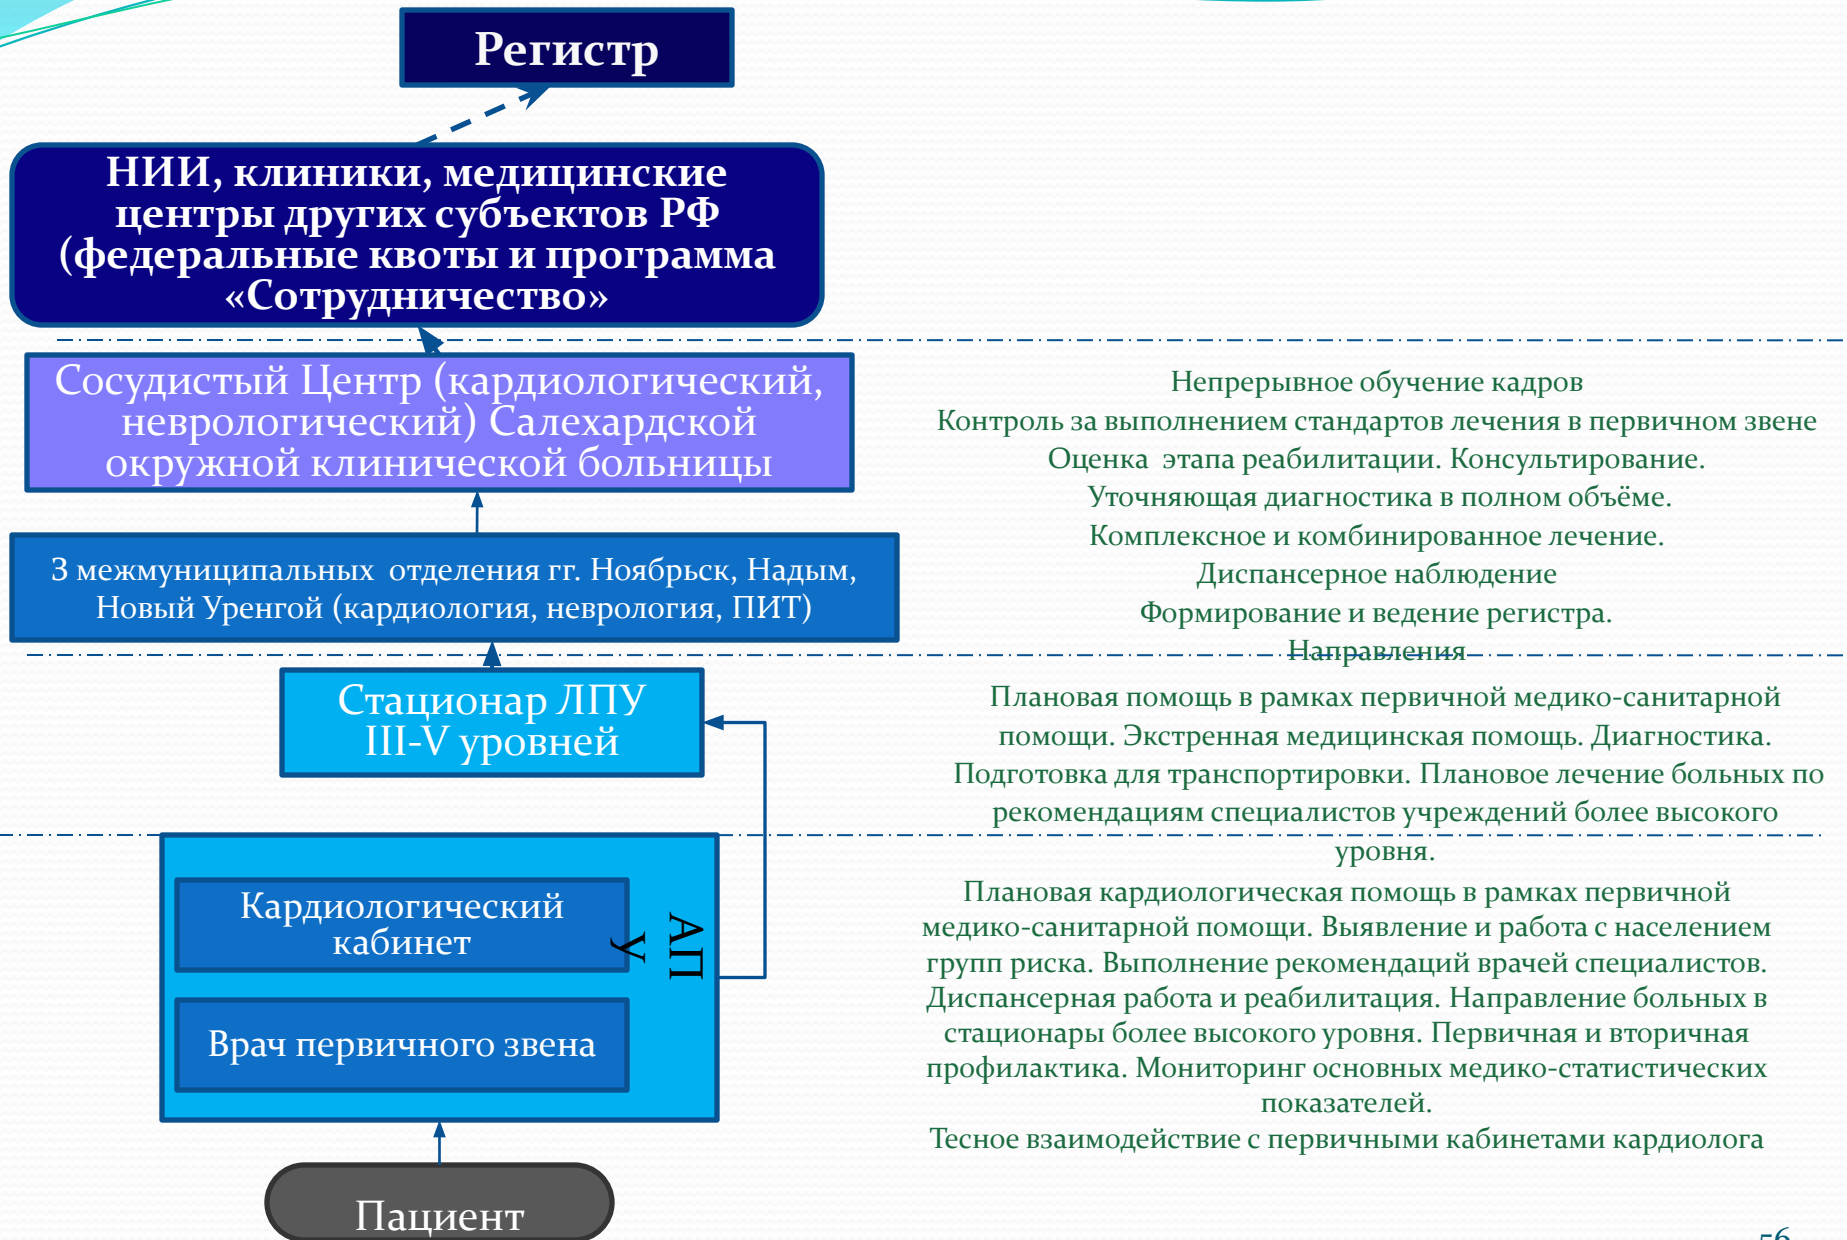 Регистр
НИИ, клиники, медицинские
центры других субъектов РФ
(федеральные квоты и программа
«Сотрудничество»
Сосудистый Центр (кардиологический,
неврологический) Салехардской
окружной клинической больницы
3 межмуниципальных отделения гг. Ноябрьск, Надым,
Новый Уренгой (кардиология, неврология, ПИТ)
Непрерывное обучение кадров
Контроль за выполнением стандартов лечения в первичном звене
Оценка этапа реабилитации. Консультирование.
Уточняющая диагностика в полном объёме.
Комплексное и комбинированное лечение.
Диспансерное наблюдение
Формирование и ведение регистра.
Направления
Стационар ЛПУ
III-V уровней
Плановая помощь в рамках первичной медико-санитарной
помощи. Экстренная медицинская помощь. Диагностика.
Подготовка для транспортировки. Плановое лечение больных по
рекомендациям специалистов учреждений более высокого
уровня.
Кардиологический
кабинет
Врач первичного звена
АП
У
Плановая кардиологическая помощь в рамках первичной
медико-санитарной помощи. Выявление и работа с населением
групп риска. Выполнение рекомендаций врачей специалистов.
Диспансерная работа и реабилитация. Направление больных в
стационары более высокого уровня. Первичная и вторичная
профилактика. Мониторинг основных медико-статистических
показателей.
Тесное взаимодействие с первичными кабинетами кардиолога
Пациент
56